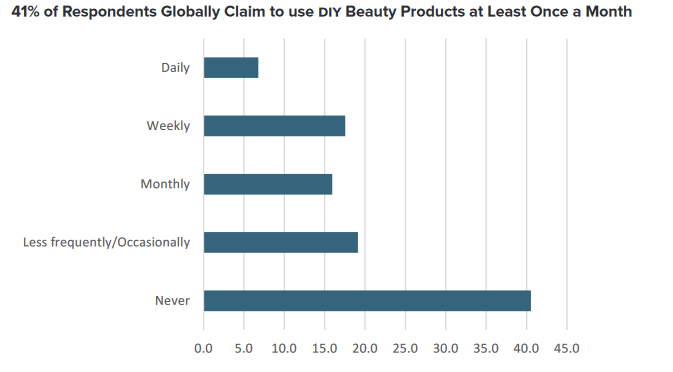 41% of Respondents Globally Claim to use DIY Beauty Products at Least Once a Month
Daily
Weekly
Monthly
Less frequently/Occasionally
Never
0.0 5.0 10.0 15.0 20.0 25.0 30.0 35.0 40.0 45.0